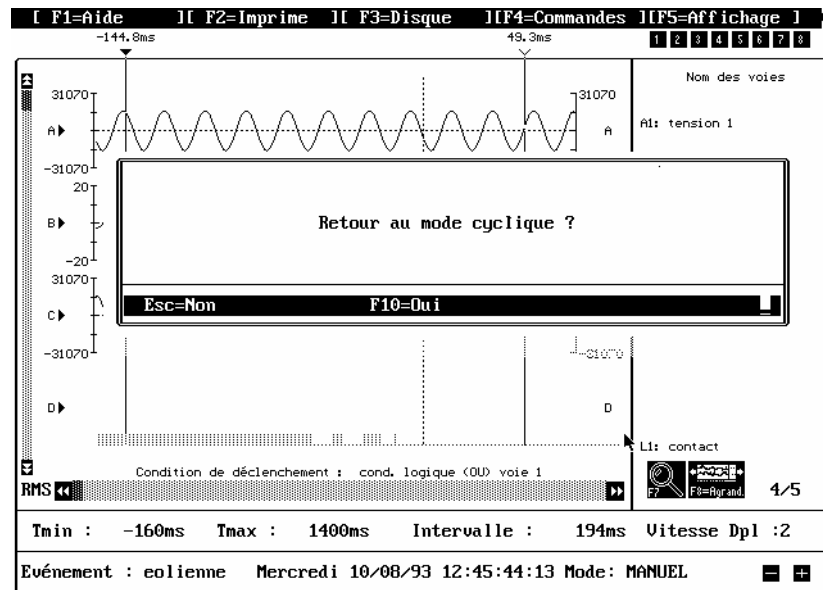 [ F1=Aide ][ F2=Imprime ][ F3=Disque ][F4=Commandes ][F5=Affichage ]
-144.8ms 49.3ms 1 2 3 4 5 6 7 8
Nom des voies
31070 31070
A A A1: tension 1
-31070
20
B Retour au mode cyclique ?
-20
31070
Esc=Non F10=Oui
C
-31070 -31070
D D
L1: contact
Condition de déclenchement : cond. logique (OU) voie 1
RMS F7 F8=Agrand. 4/5
Tmin : -160ms Tmax : 1400ms Intervalle : 194ms Vitesse Dpl :2
Evénement : eolienne Mercredi 10/08/93 12:45:44:13 Mode: MANUEL - +